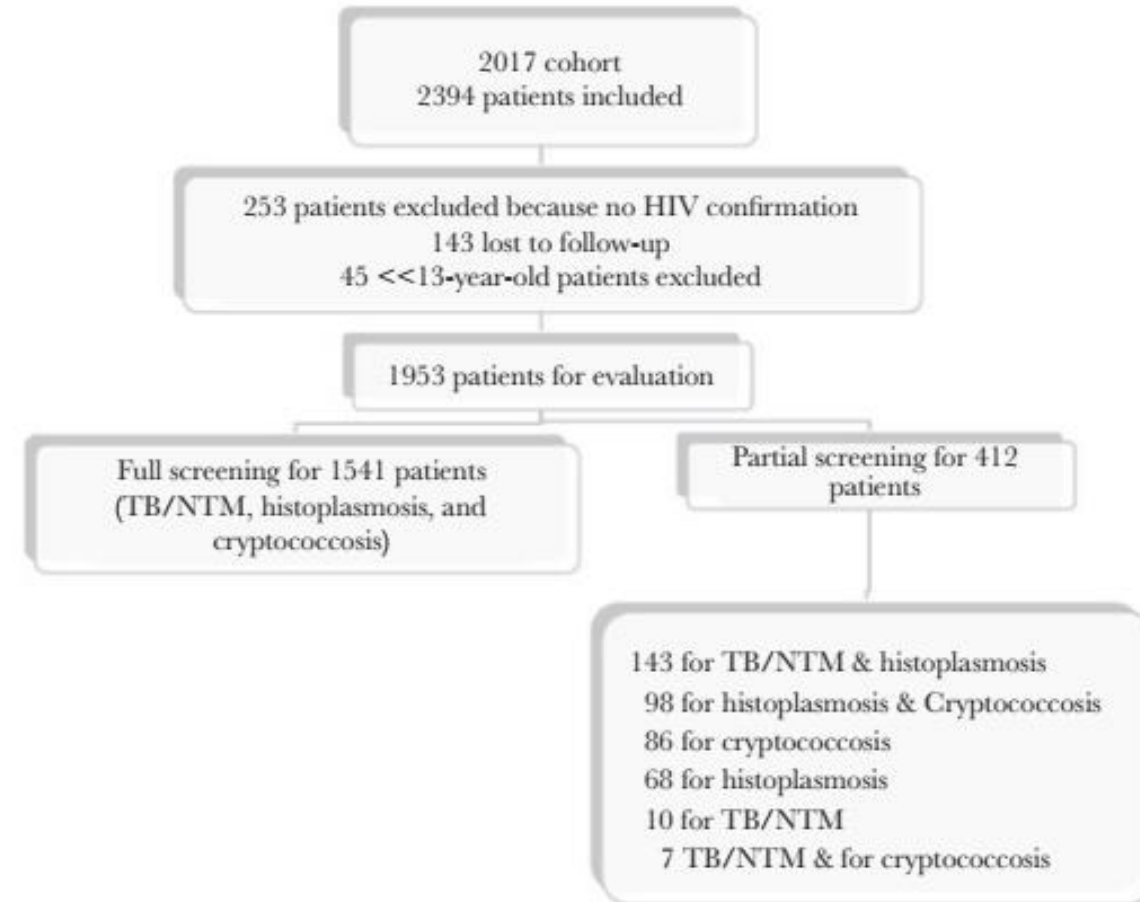 2017 cohort
2394 patients included
253 patients excluded because no HIV confirmation
143 lost to follow-up
45 <<13-year-old patients excluded
1953 patients for evaluation
Full screening for 1541 patients
(TB/NTM, histoplasmosis, and
cryptococcosis)
Partial screening for 412
patients
143 for TB/NTM & histoplasmosis
98 for histoplasmosis & Cryptococcosis
86 for cryptococcosis
68 for histoplasmosis
10 for TB/NTM
7 TB/NTM & for cryptococcosis